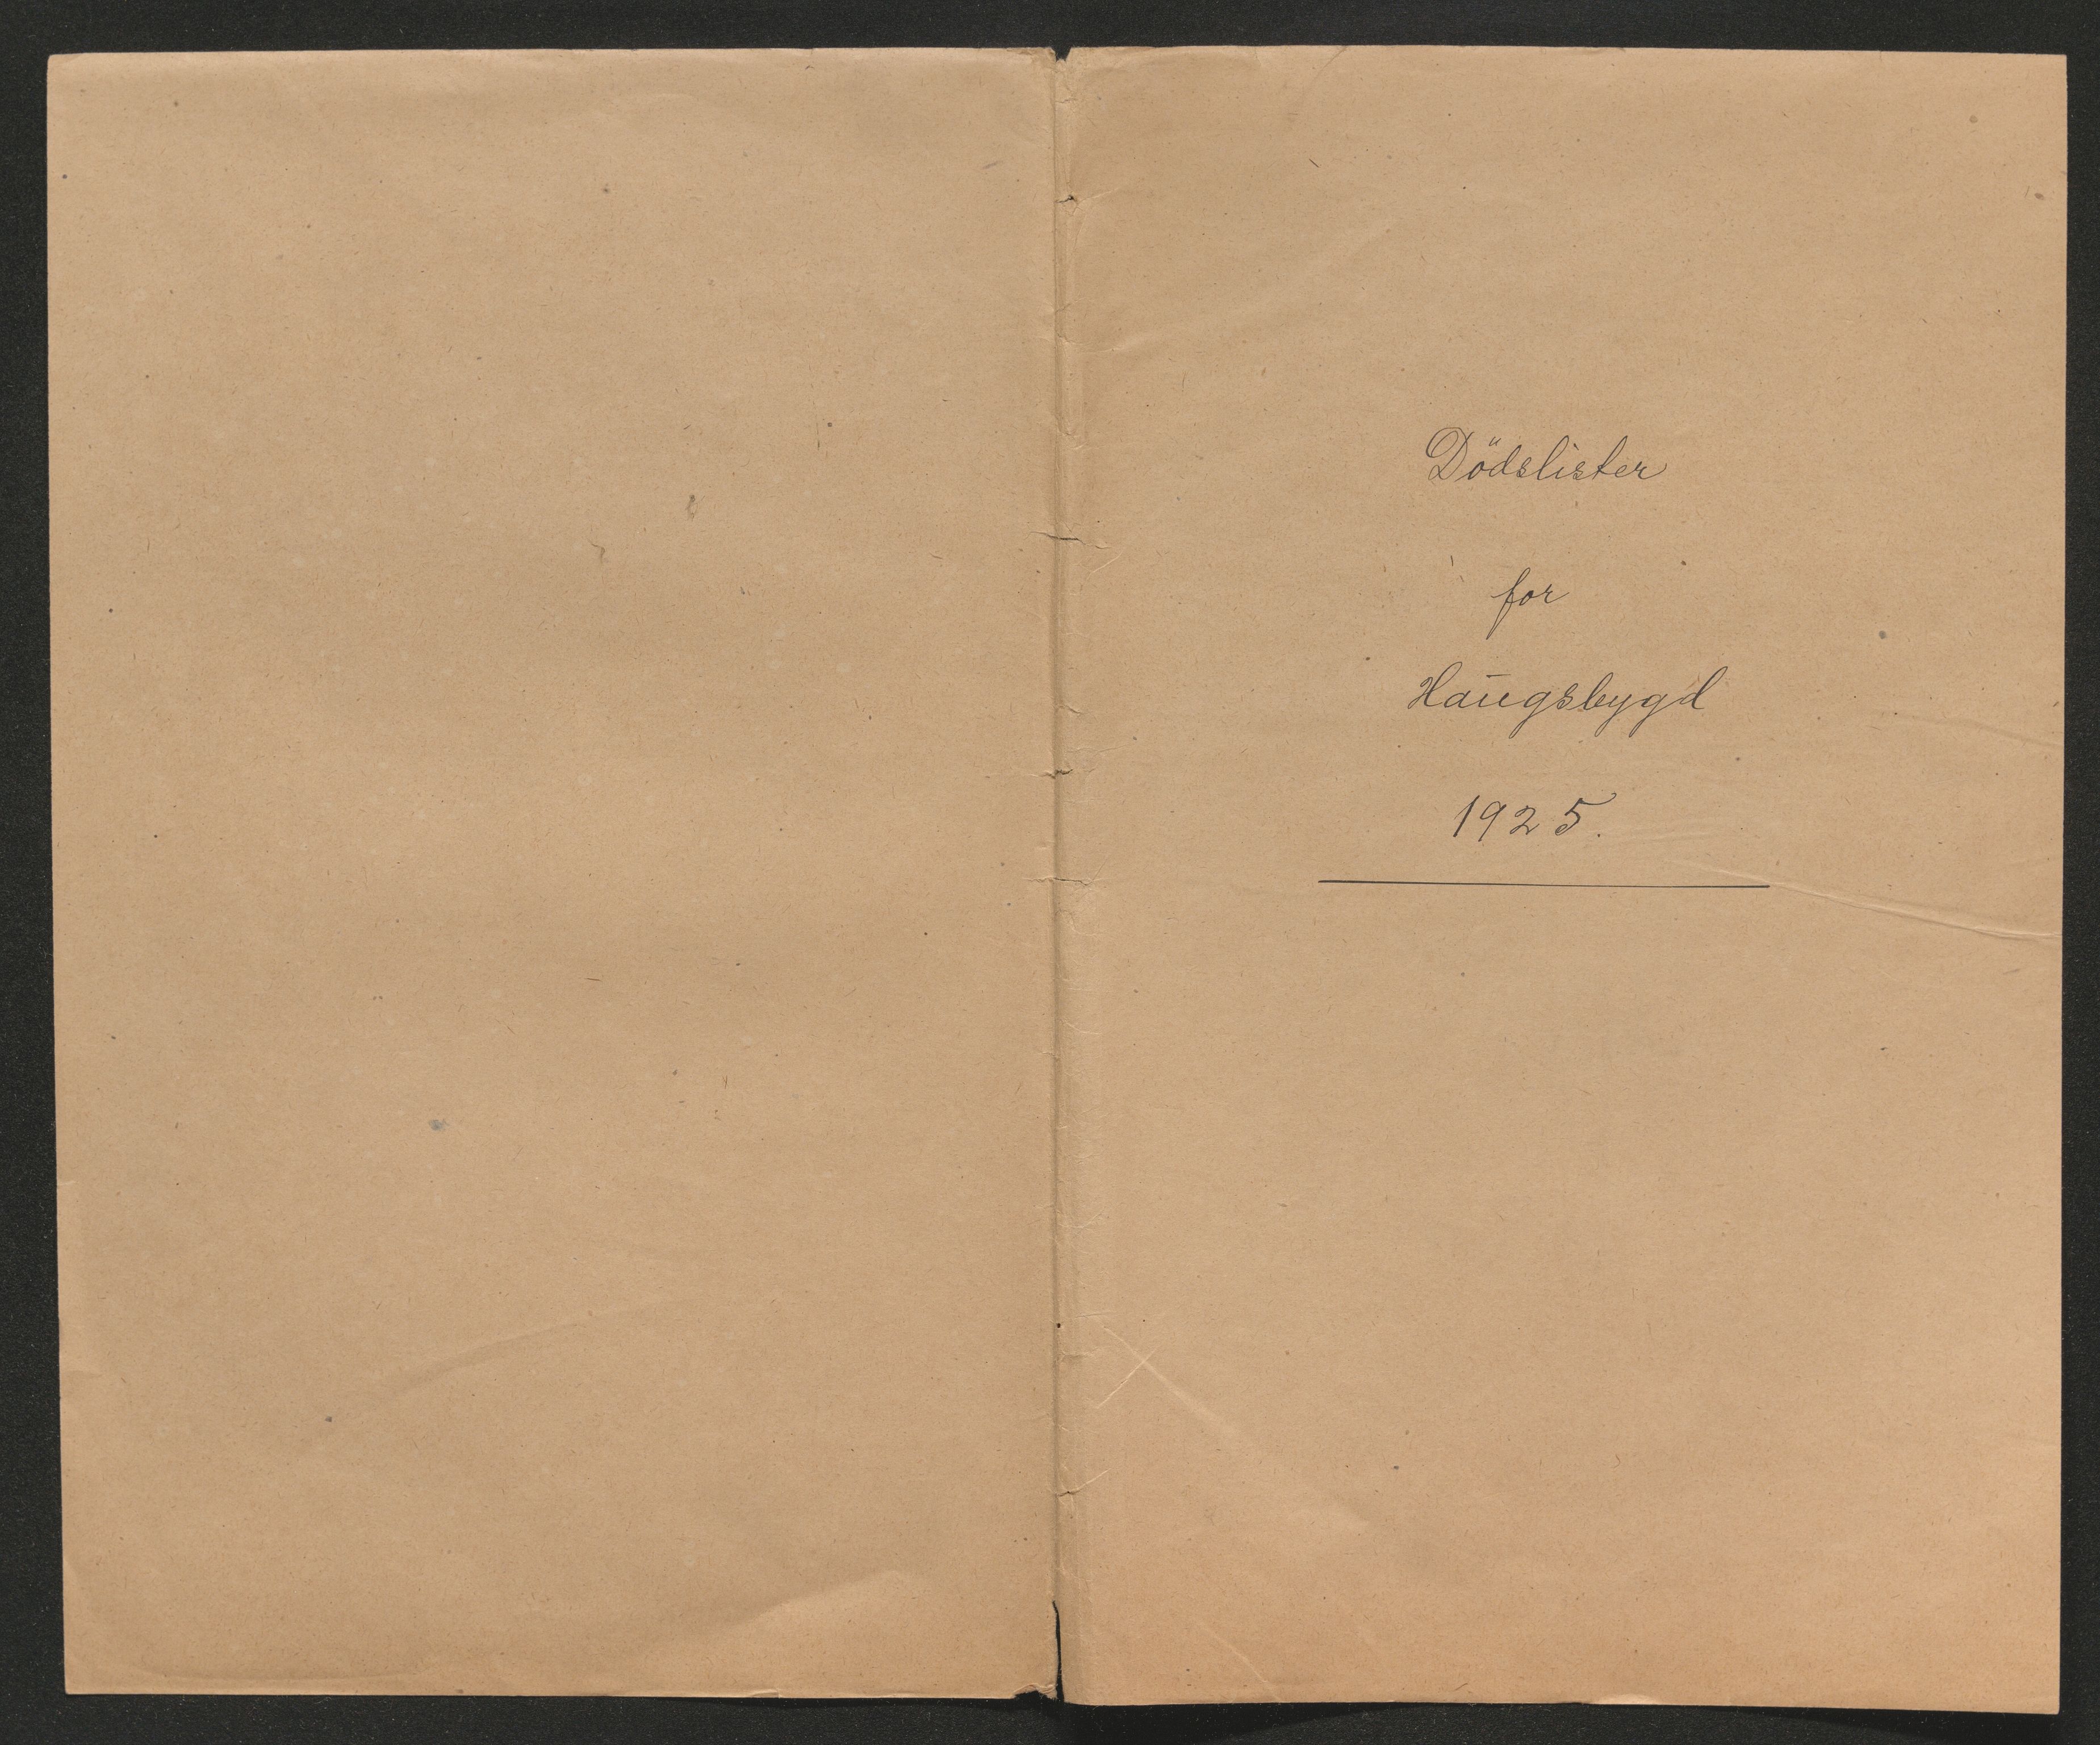 Dödslister
for
Haugsbygd
1925.